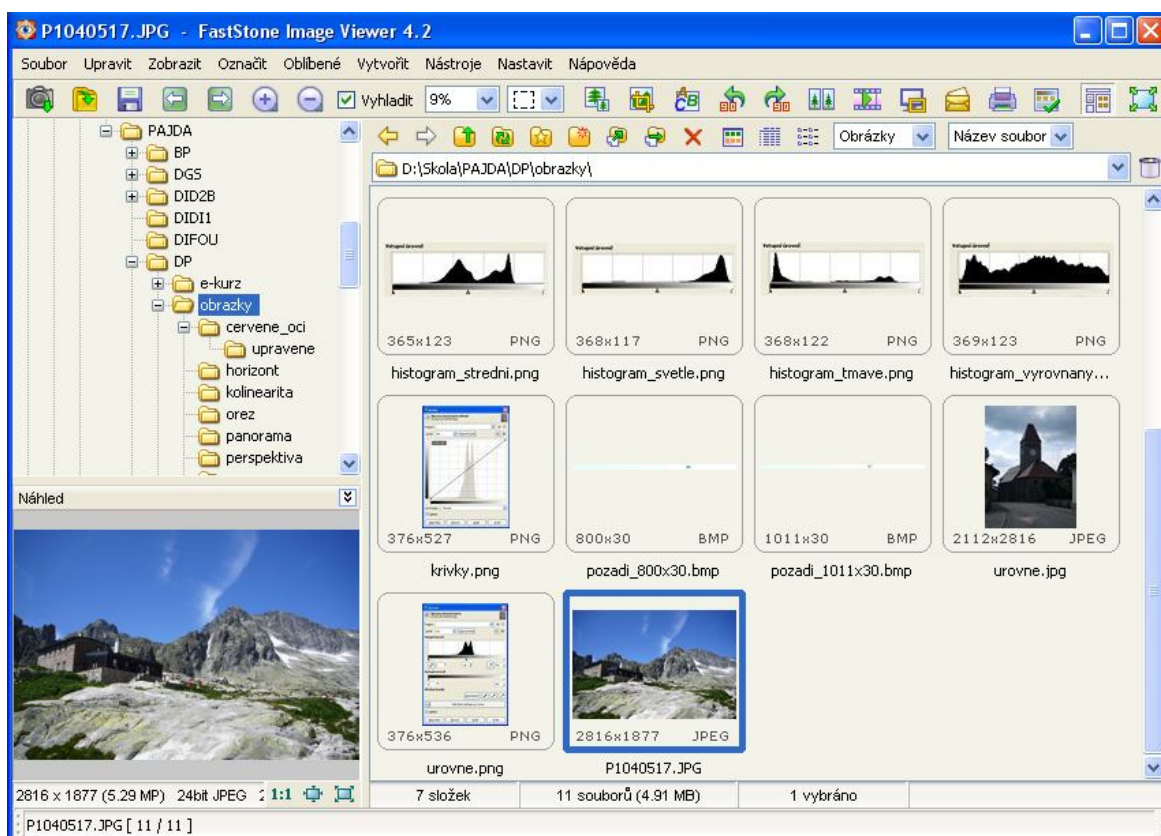 P1040517.JPG - FastStone Image Viewer 4.2
Soubor Upravit Zobrazit Označit Oblíbené Vytvořit Nástroje Nastavit Nápověda
Vyhladit 9%
PAJDA
BP
DGS
DID2B
DIDI1
DIFOU
DP
e-kurz
obrazky
cervene_oci
upravene
horizont
kolinearita
orez
panorama
perspektiva
Náhled
2816 x 1877 (5.29 MP) 24bit JPEG 1:1
Obrázky Název soubor
D:\Skola\PAJDA\DP\obrazky\
365x123 PNG 368x117 PNG 368x122 PNG 369x123 PNG
histogram_stredni.png histogram_svetle.png histogram_tmave.png histogram_vyrovnany...
376x527 PNG 800x30 BMP 1011x30 BMP 2112x2816 JPEG
krivky.png pozadi_800x30.bmp pozadi_1011x30.bmp urovne.jpg
376x536 PNG 2816x1877 JPEG
urovne.png P1040517.JPG
7 složek 11 souborů (4.91 MB) 1 vybráno
P1040517.JPG [ 11 / 11 ]